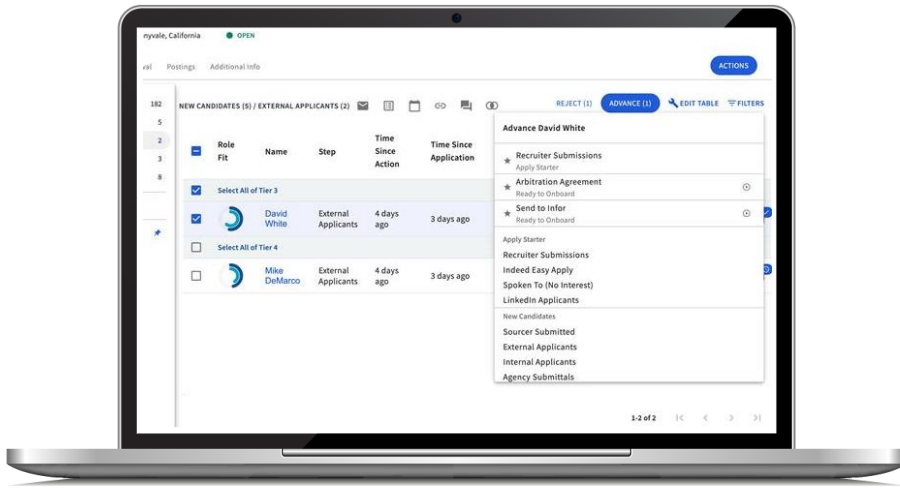 nyvale, California OPEN
val Postings Additional Info ACTIONS
182
5
2
3
8
NEW CANDIDATES (5) / EXTERNAL APPLICANTS (2) REJECT (1) ADVANCE (1) EDIT TABLE FILTERS
Role Fit Name Step Time Since Action Time Since Application
Select All of Tier 3
David White External Applicants 4 days ago 3 days ago
Select All of Tier 4
Mike DeMarco External Applicants 4 days ago 3 days ago
Advance David White
Recruiter Submissions
Apply Starter
Arbitration Agreement
Ready to Onboard
Send to Infor
Ready to Onboard
Apply Starter
Recruiter Submissions
Indeed Easy Apply
Spoken To (No Interest)
LinkedIn Applicants
New Candidates
Sourcer Submitted
External Applicants
Internal Applicants
Agency Submittals
1-2 of 2